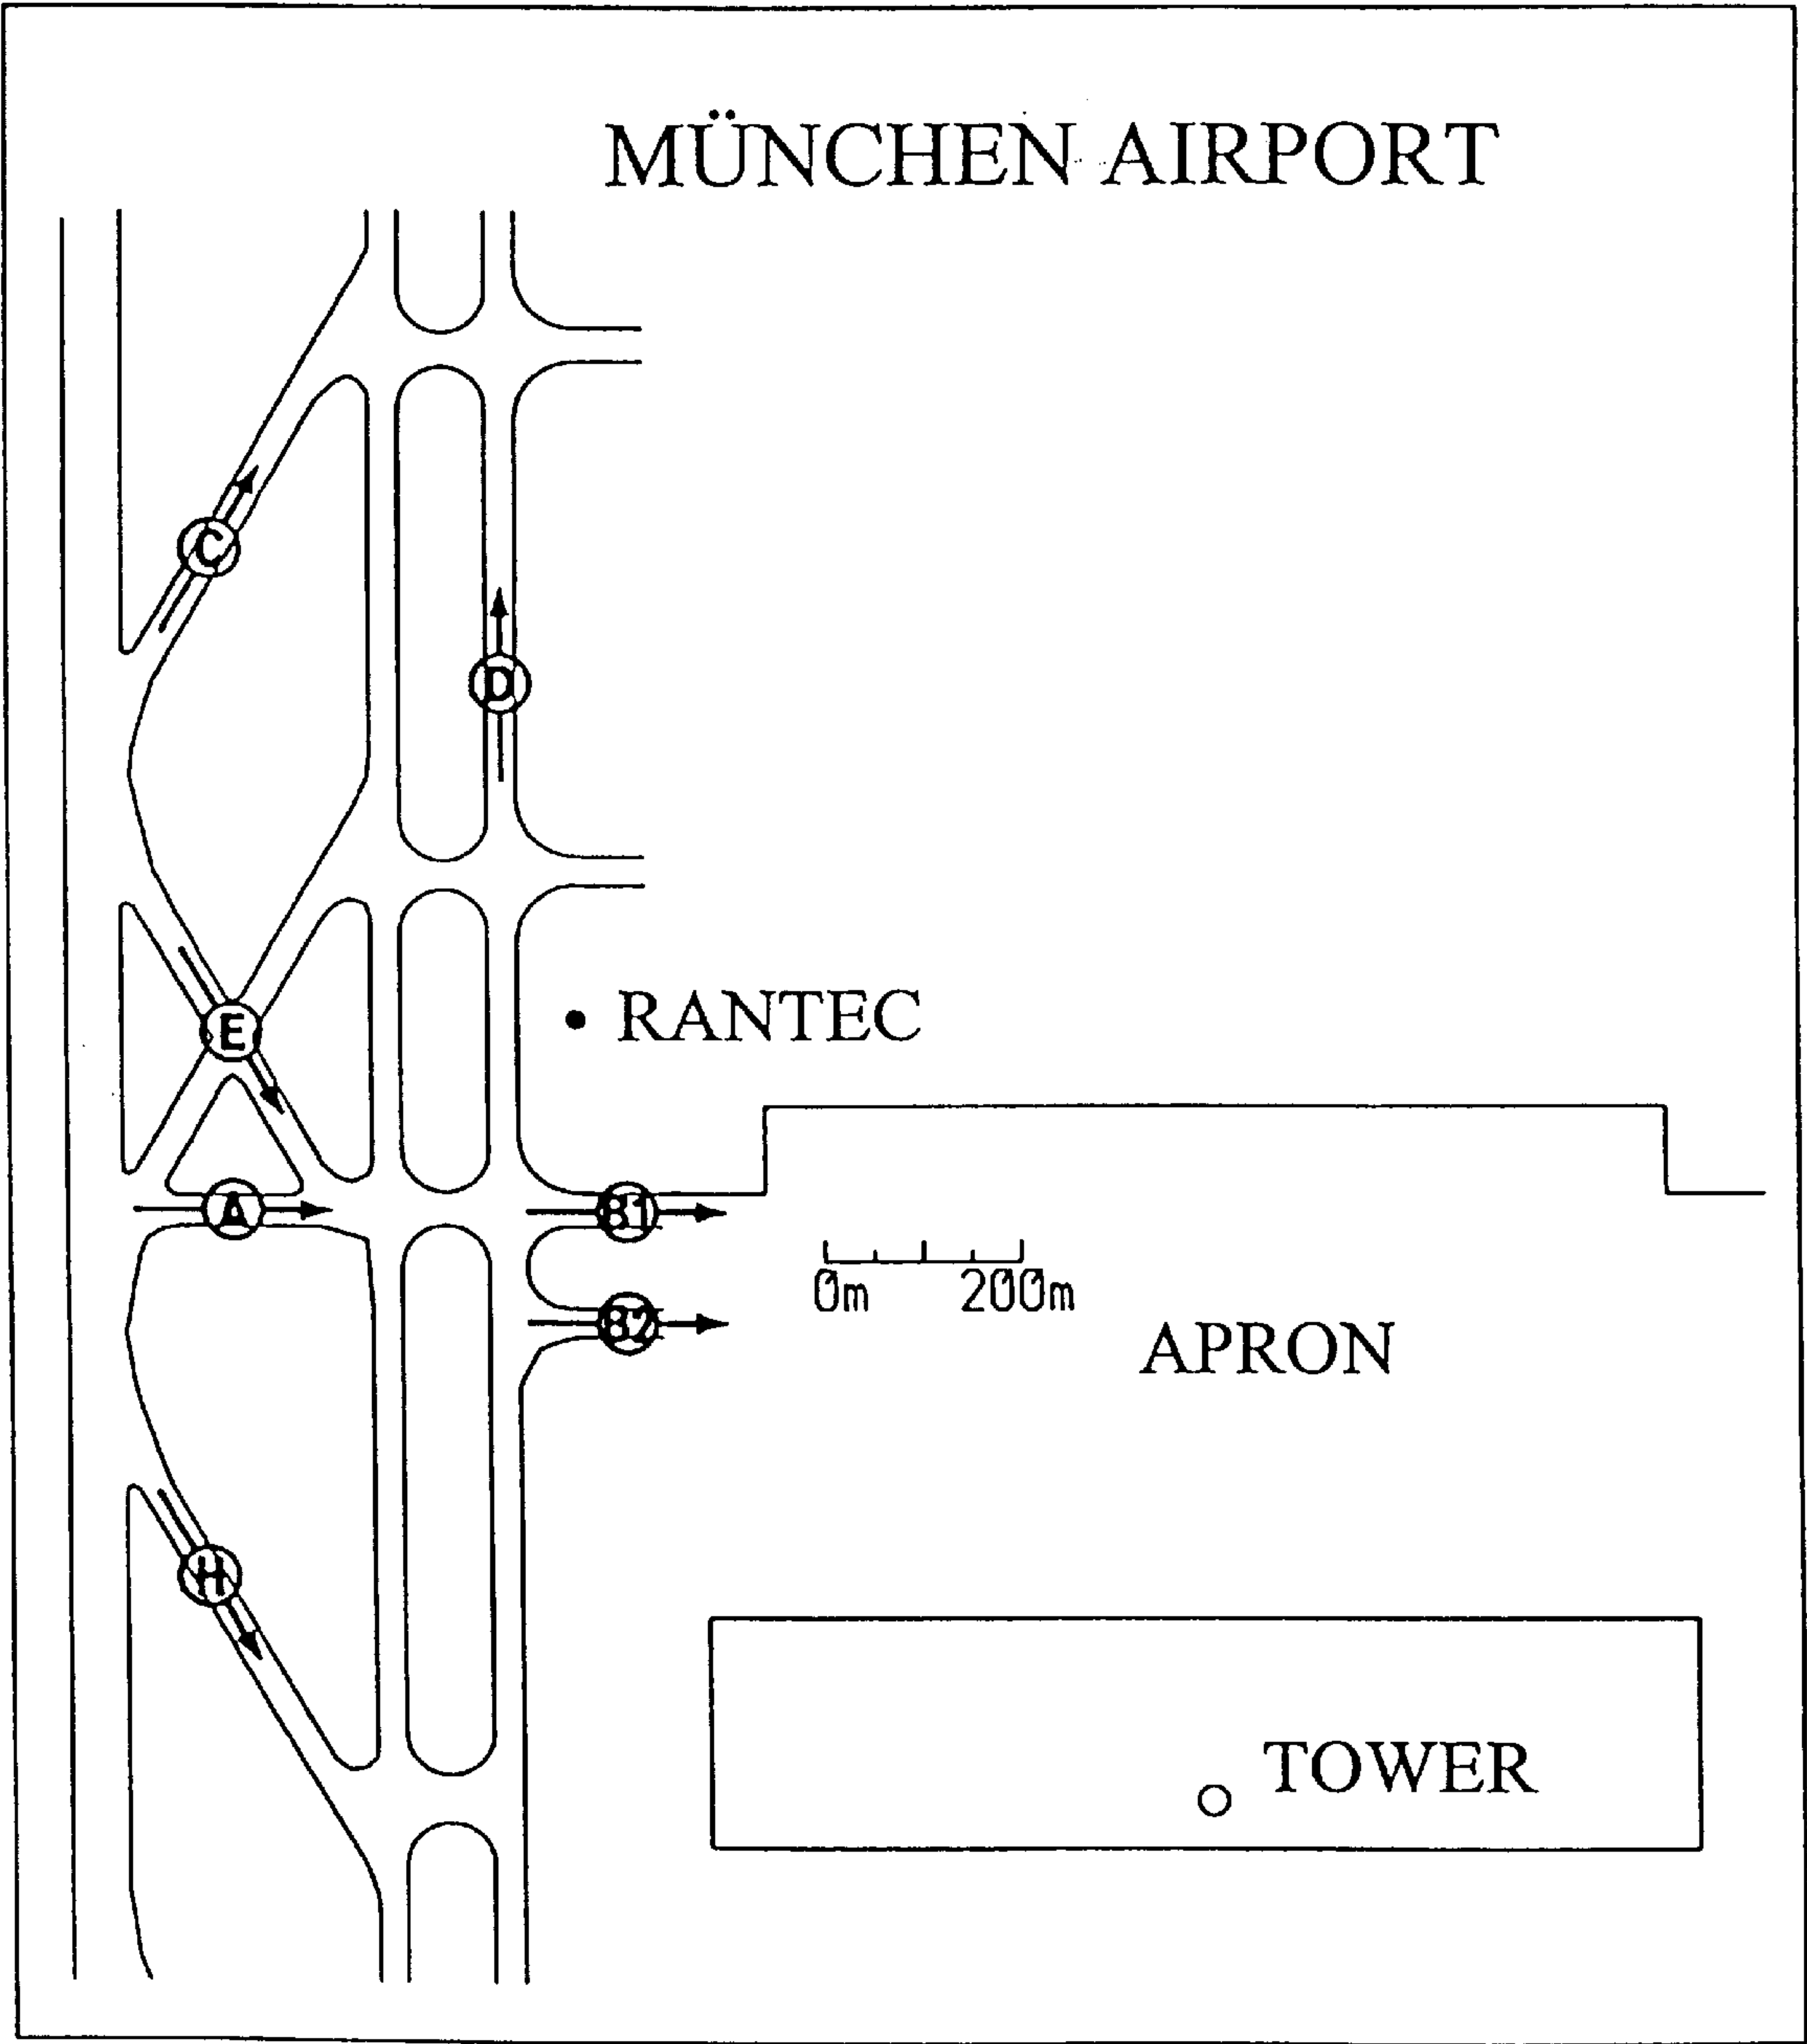 MÜNCHEN AIRPORT
C
D
E
RANTEC
A
B1
0m 200m
B2
APRON
H
TOWER